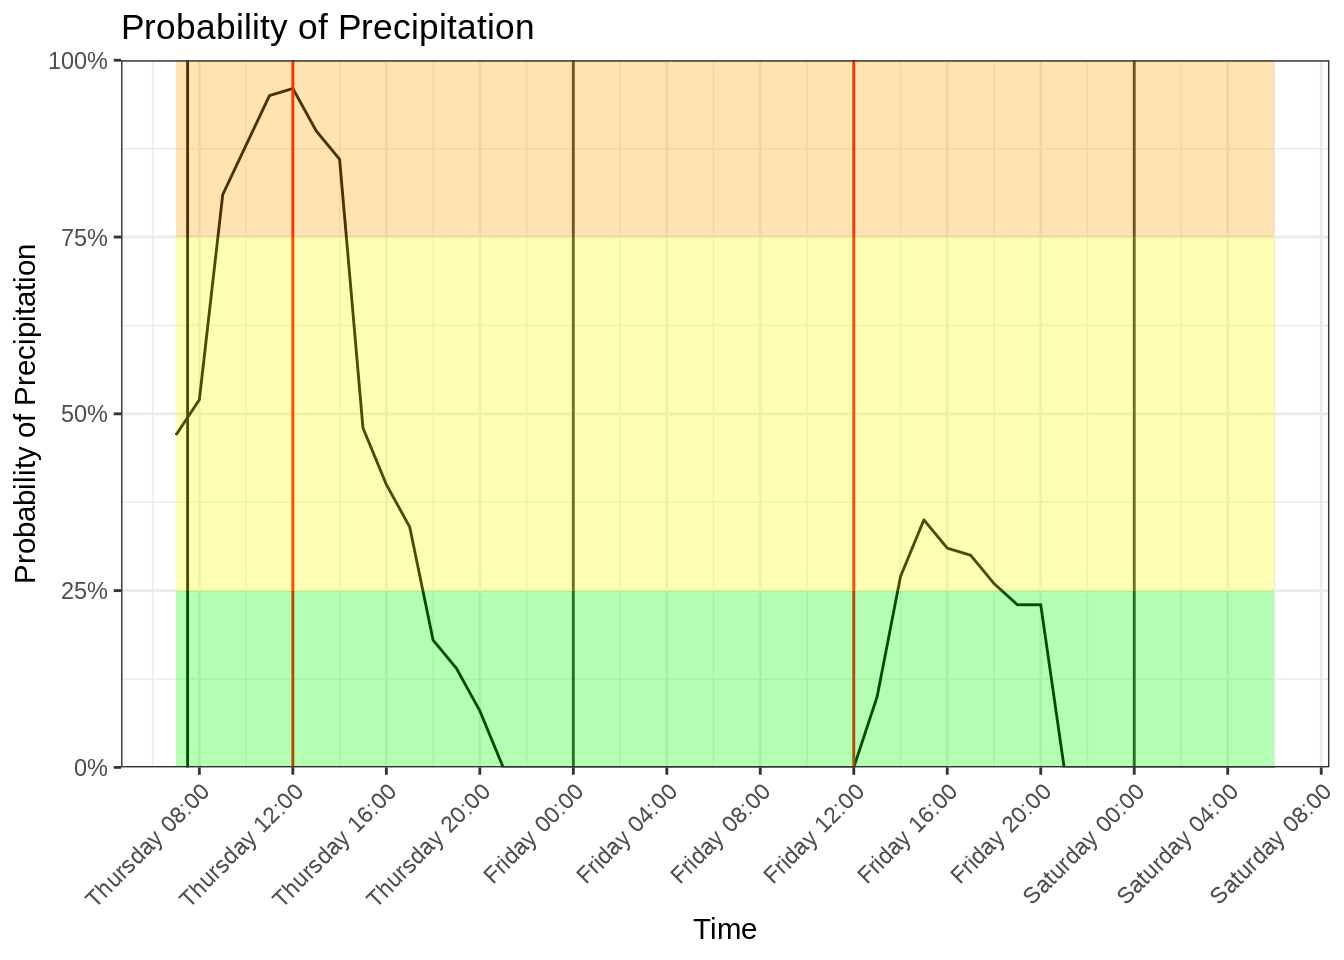 Probability of Precipitation
Probability of Precipitation
100%
75%
50%
25%
0%
Thursday 08:00
Thursday 12:00
Thursday 16:00
Thursday 20:00
Friday 00:00
Friday 04:00
Friday 08:00
Friday 12:00
Friday 16:00
Friday 20:00
Saturday 00:00
Saturday 04:00
Saturday 08:00
Time